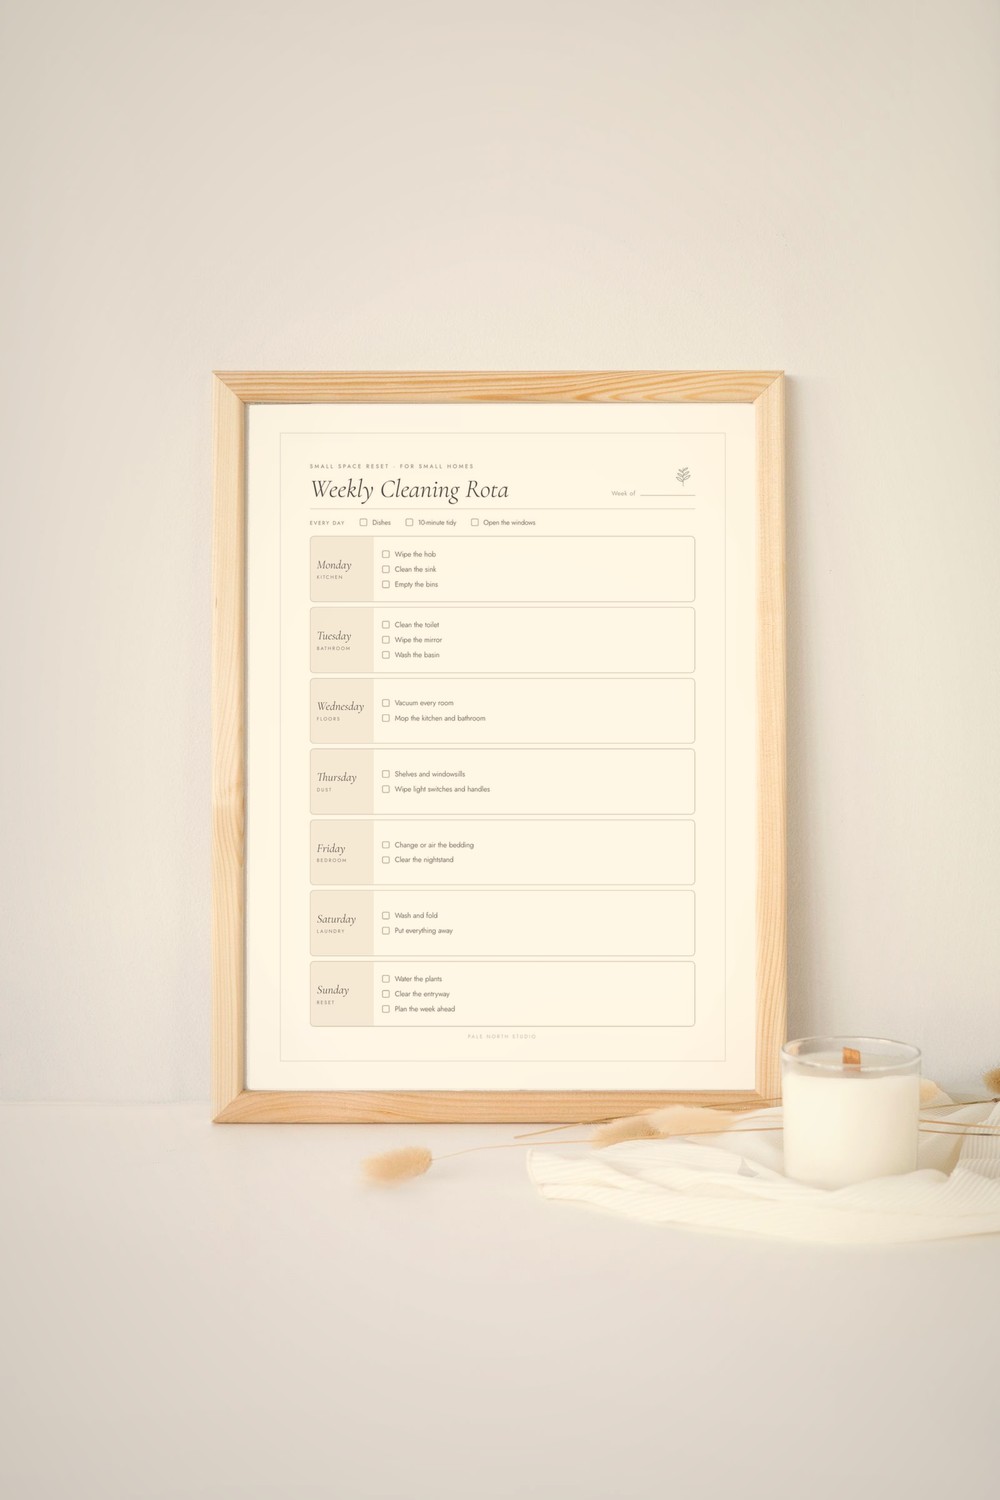 SMALL SPACE RESET · FOR SMALL HOMES
Weekly Cleaning Rota
Week of
EVERY DAY Dishes 10-minute tidy Open the windows
Monday
KITCHEN
Wipe the hob
Clean the sink
Empty the bins
Tuesday
BATHROOM
Clean the toilet
Wipe the mirror
Wash the basin
Wednesday
FLOORS
Vacuum every room
Mop the kitchen and bathroom
Thursday
DUST
Shelves and windowsills
Wipe light switches and handles
Friday
BEDROOM
Change or air the bedding
Clear the nightstand
Saturday
LAUNDRY
Wash and fold
Put everything away
Sunday
RESET
Water the plants
Clear the entryway
Plan the week ahead
PALE NORTH STUDIO